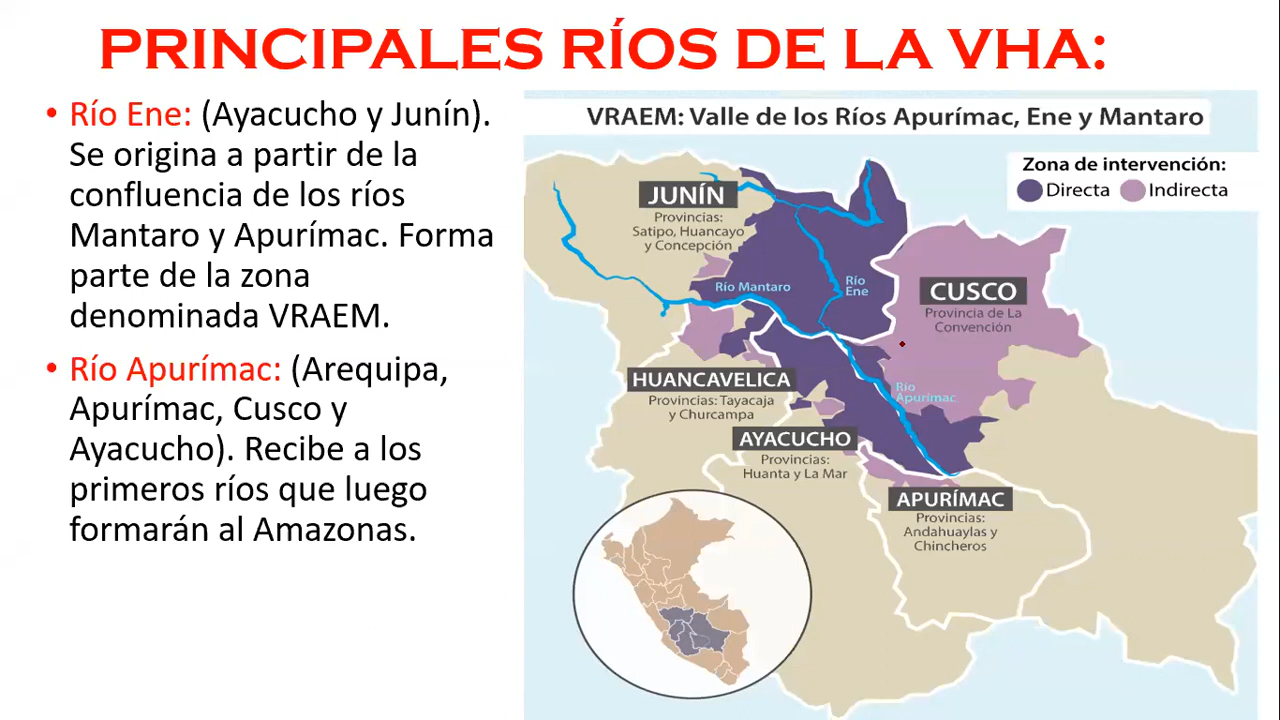 PRINCIPALES RÍOS DE LA VHA:
• Río Ene: (Ayacucho y Junín).
Se origina a partir de la
confluencia de los ríos
Mantaro y Apurímac. Forma
parte de la zona
denominada VRAEM.
• Río Apurímac: (Arequipa,
Apurímac, Cusco y
Ayacucho). Recibe a los
primeros ríos que luego
formarán al Amazonas.
VRAEM: Valle de los Ríos Apurímac, Ene y Mantaro
Zona de intervención:
Directa
Indirecta
JUNÍN
Provincias:
Satipo, Huancayo
y Concepción
Río Mantaro
Río
Ene
CUSCO
Provincia de La
Convención
HUANCAVELICA
Provincias: Tayacaja
y Churcampa
Río
Apurímac
AYACUCHO
Provincias:
Huanta y La Mar
APURÍMAC
Provincias:
Andahuaylas y
Chincheros